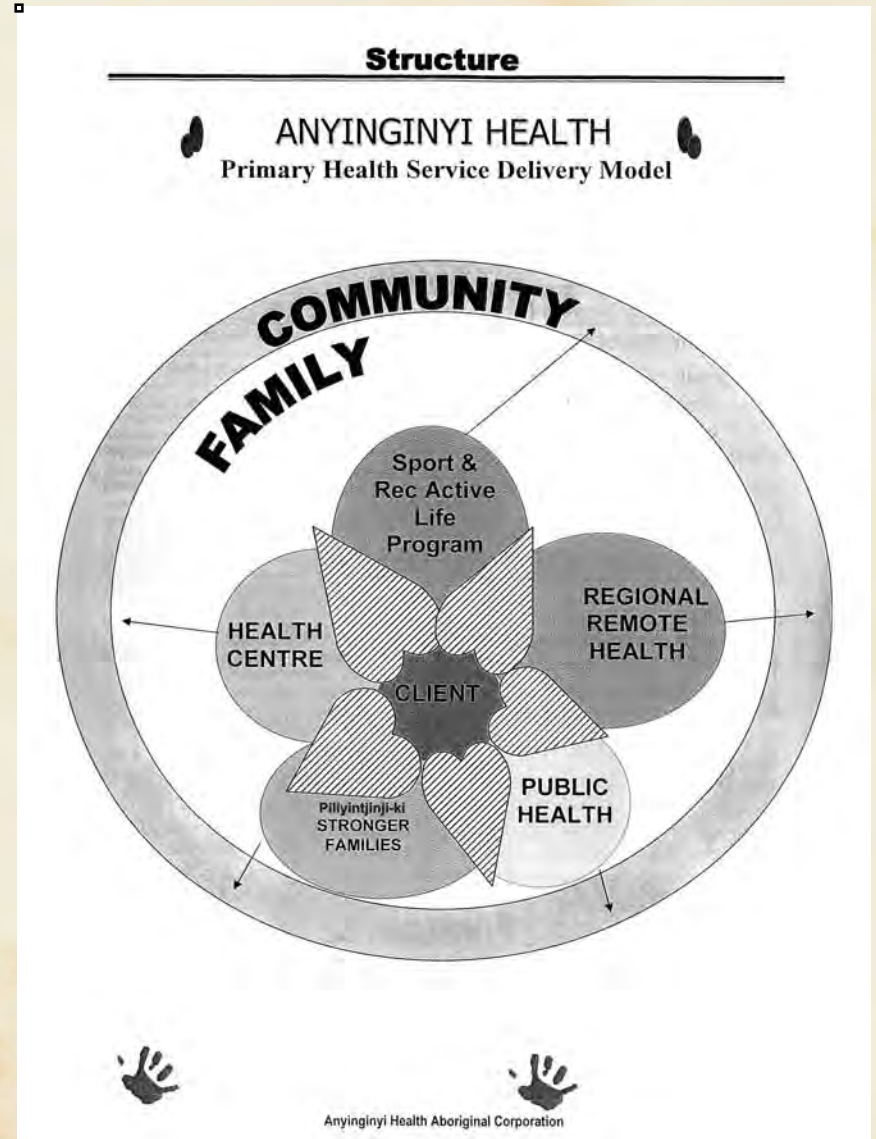 Structure
ANYINGINYI HEALTH
Primary Health Service Delivery Model
COMMUNITY
FAMILY
Sport &
Rec Active
Life
Program
REGIONAL
REMOTE
HEALTH
HEALTH
CENTRE
CLIENT
PUBLIC
HEALTH
Piliyintjinji-ki
STRONGER
FAMILIES
Anyinginyi Health Aboriginal Corporation